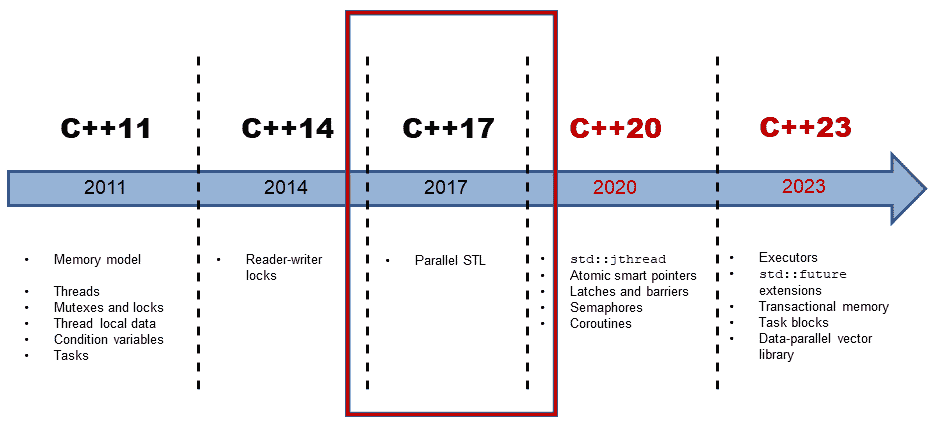 C++11
C++14
C++17
C++20
C++23
2011
2014
2017
2020
2023
• Memory model
• Threads
• Mutexes and locks
• Thread local data
• Condition variables
• Tasks
• Reader-writer
locks
• Parallel STL
• std::jthread
• Atomic smart pointers
• Latches and barriers
• Semaphores
• Coroutines
• Executors
• std::future
extensions
• Transactional memory
• Task blocks
• Data-parallel vector
library